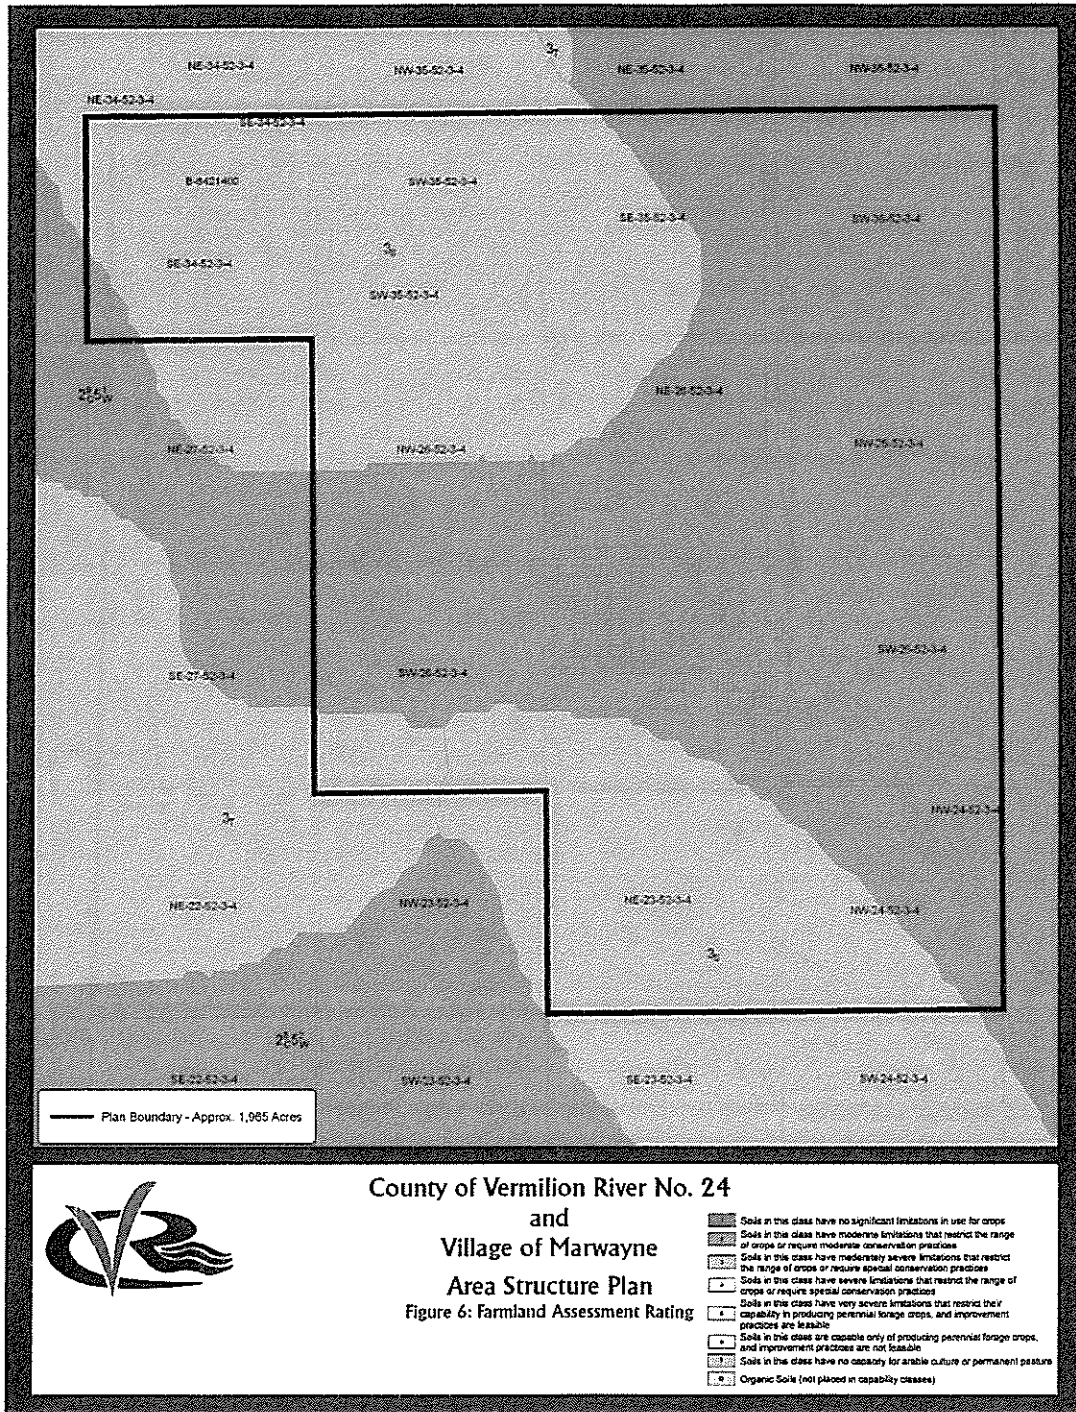 3T
NE-34-52-3-4
NW-35-52-3-4
NE-35-52-3-4
NW-36-52-3-4
NE-34-52-3-4
SE-34-52-3-4
B-8421400
SW-35-52-3-4
SE-35-52-3-4
SW-36-52-3-4
SE-34-52-3-4
SW-35-52-3-4
NE-26-52-3-4
NE-27-52-3-4
NW-26-52-3-4
NW-25-52-3-4
SE-27-52-3-4
SW-26-52-3-4
SW-25-52-3-4
NW-24-52-3-4
3T
NE-22-52-3-4
NW-23-52-3-4
NE-23-52-3-4
NW-24-52-3-4
SE-22-52-3-4
SW-23-52-3-4
SE-23-52-3-4
SW-24-52-3-4
Plan Boundary - Approx. 1,965 Acres
County of Vermilion River No. 24
and
Village of Marwayne
Area Structure Plan
Figure 6: Farmland Assessment Rating
Soils in this class have no significant limitations in use for crops
Soils in this class have moderate limitations that restrict the range
of crops or require moderate conservation practices
Soils in this class have moderately severe limitations that restrict
the range of crops or require special conservation practices
Soils in this class have severe limitations that restrict the range of
crops or require special conservation practices
Soils in this class have very severe limitations that restrict their
capability in producing perennial forage crops, and improvement
practices are feasible
Soils in this class are capable only of producing perennial forage crops,
and improvement practices are not feasible
Soils in this class have no capacity for arable culture or permanent pasture
Organic Soils (not placed in capability classes)